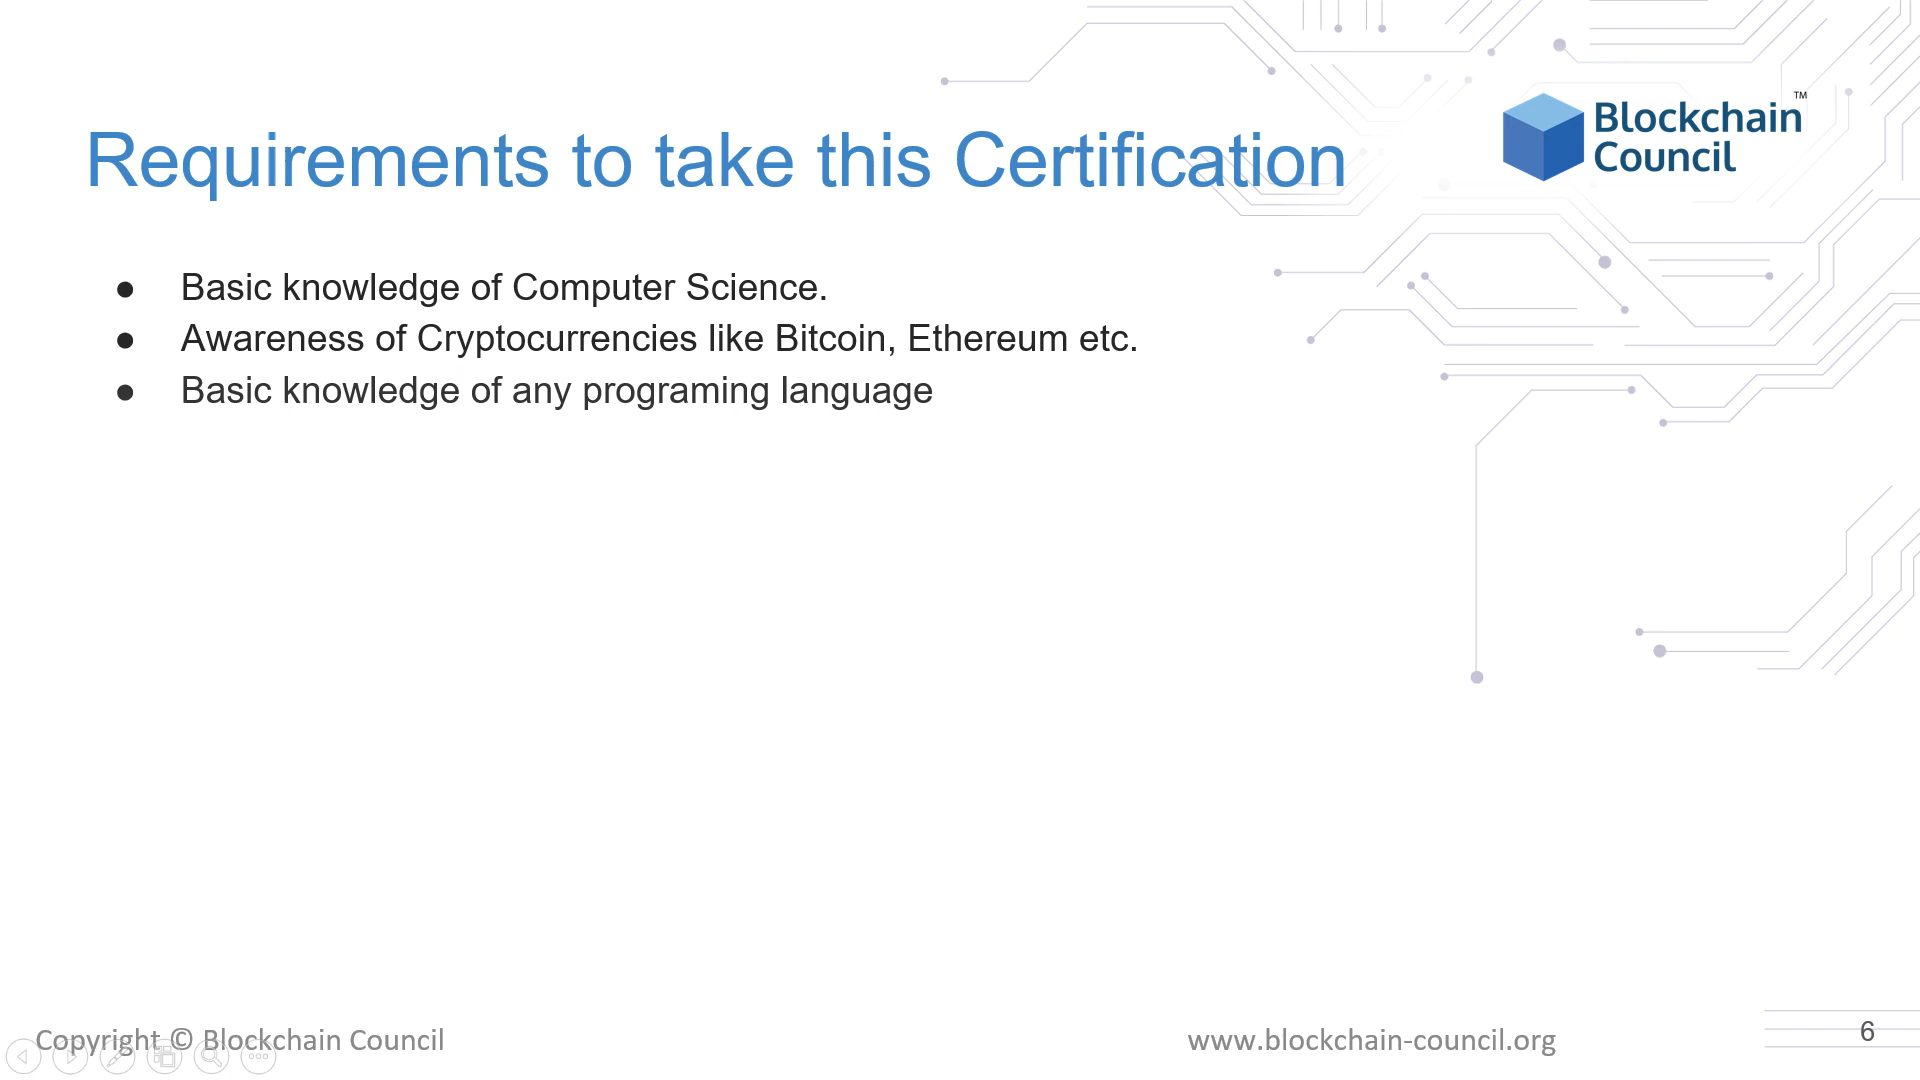 Blockchain™
Council
Requirements to take this Certification
● Basic knowledge of Computer Science.
● Awareness of Cryptocurrencies like Bitcoin, Ethereum etc.
● Basic knowledge of any programing language
Copyright © Blockchain Council
www.blockchain-council.org
6